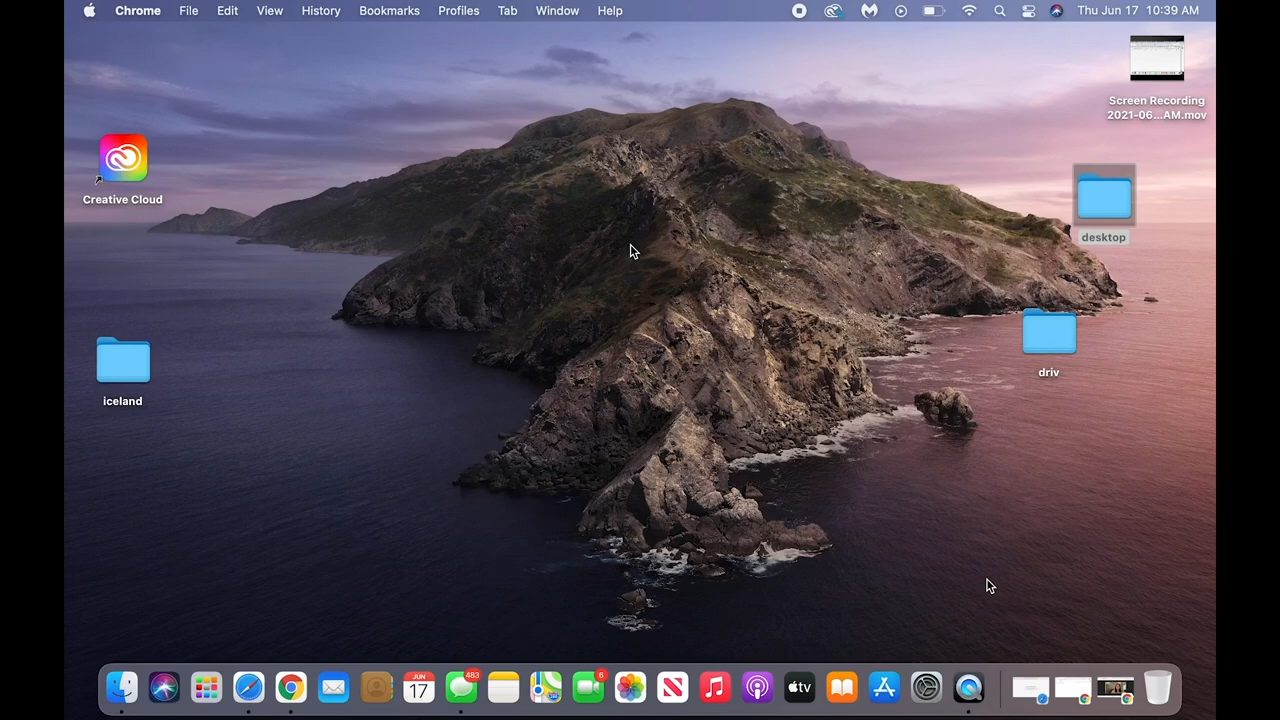 Chrome File Edit View History Bookmarks Profiles Tab Window Help Thu Jun 17 10:39 AM
Screen Recording
2021-06...AM.mov
Creative Cloud
desktop
driv
iceland
483
6
JUN
17
tv